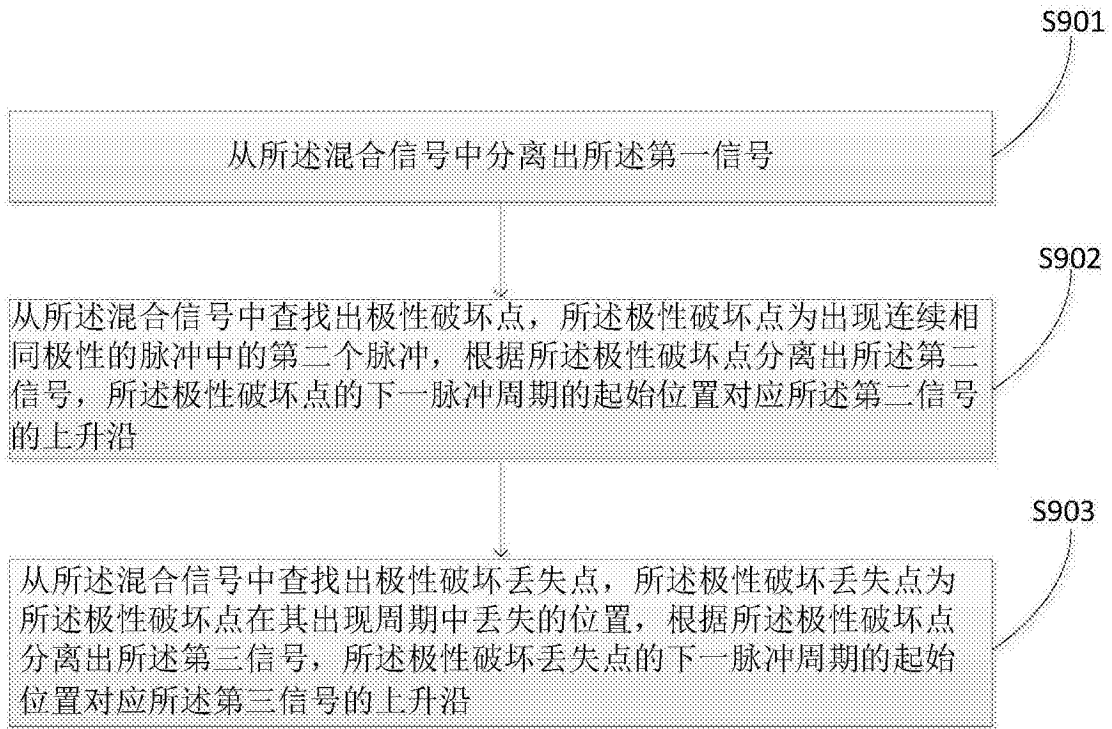 S901
从所述混合信号中分离出所述第一信号
S902
从所述混合信号中查找出极性破坏点，所述极性破坏点为出现连续相
同极性的脉冲中的第二个脉冲，根据所述极性破坏点分离出所述第二
信号，所述极性破坏点的下一脉冲周期的起始位置对应所述第二信号
的上升沿
S903
从所述混合信号中查找出极性破坏丢失点，所述极性破坏丢失点为
所述极性破坏点在其出现周期中丢失的位置，根据所述极性破坏点
分离出所述第三信号，所述极性破坏丢失点的下一脉冲周期的起始
位置对应所述第三信号的上升沿